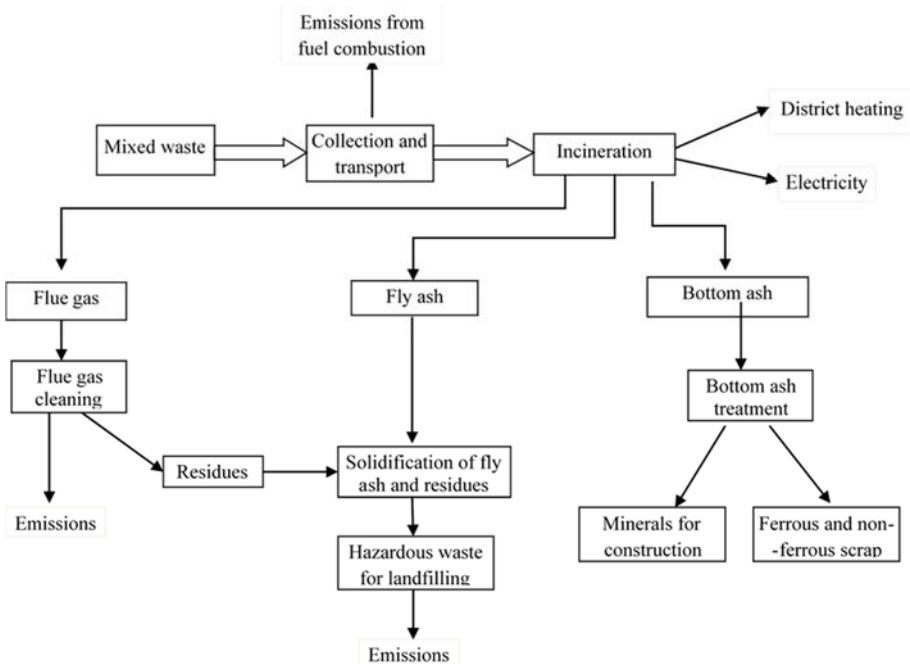 Emissions from
fuel combustion
District heating
Mixed waste
Collection and
transport
Incineration
Electricity
Flue gas
Fly ash
Bottom ash
Flue gas
cleaning
Bottom ash
treatment
Residues
Solidification of fly
ash and residues
Emissions
Minerals for
construction
Ferrous and non-
-ferrous scrap
Hazardous waste
for landfilling
Emissions